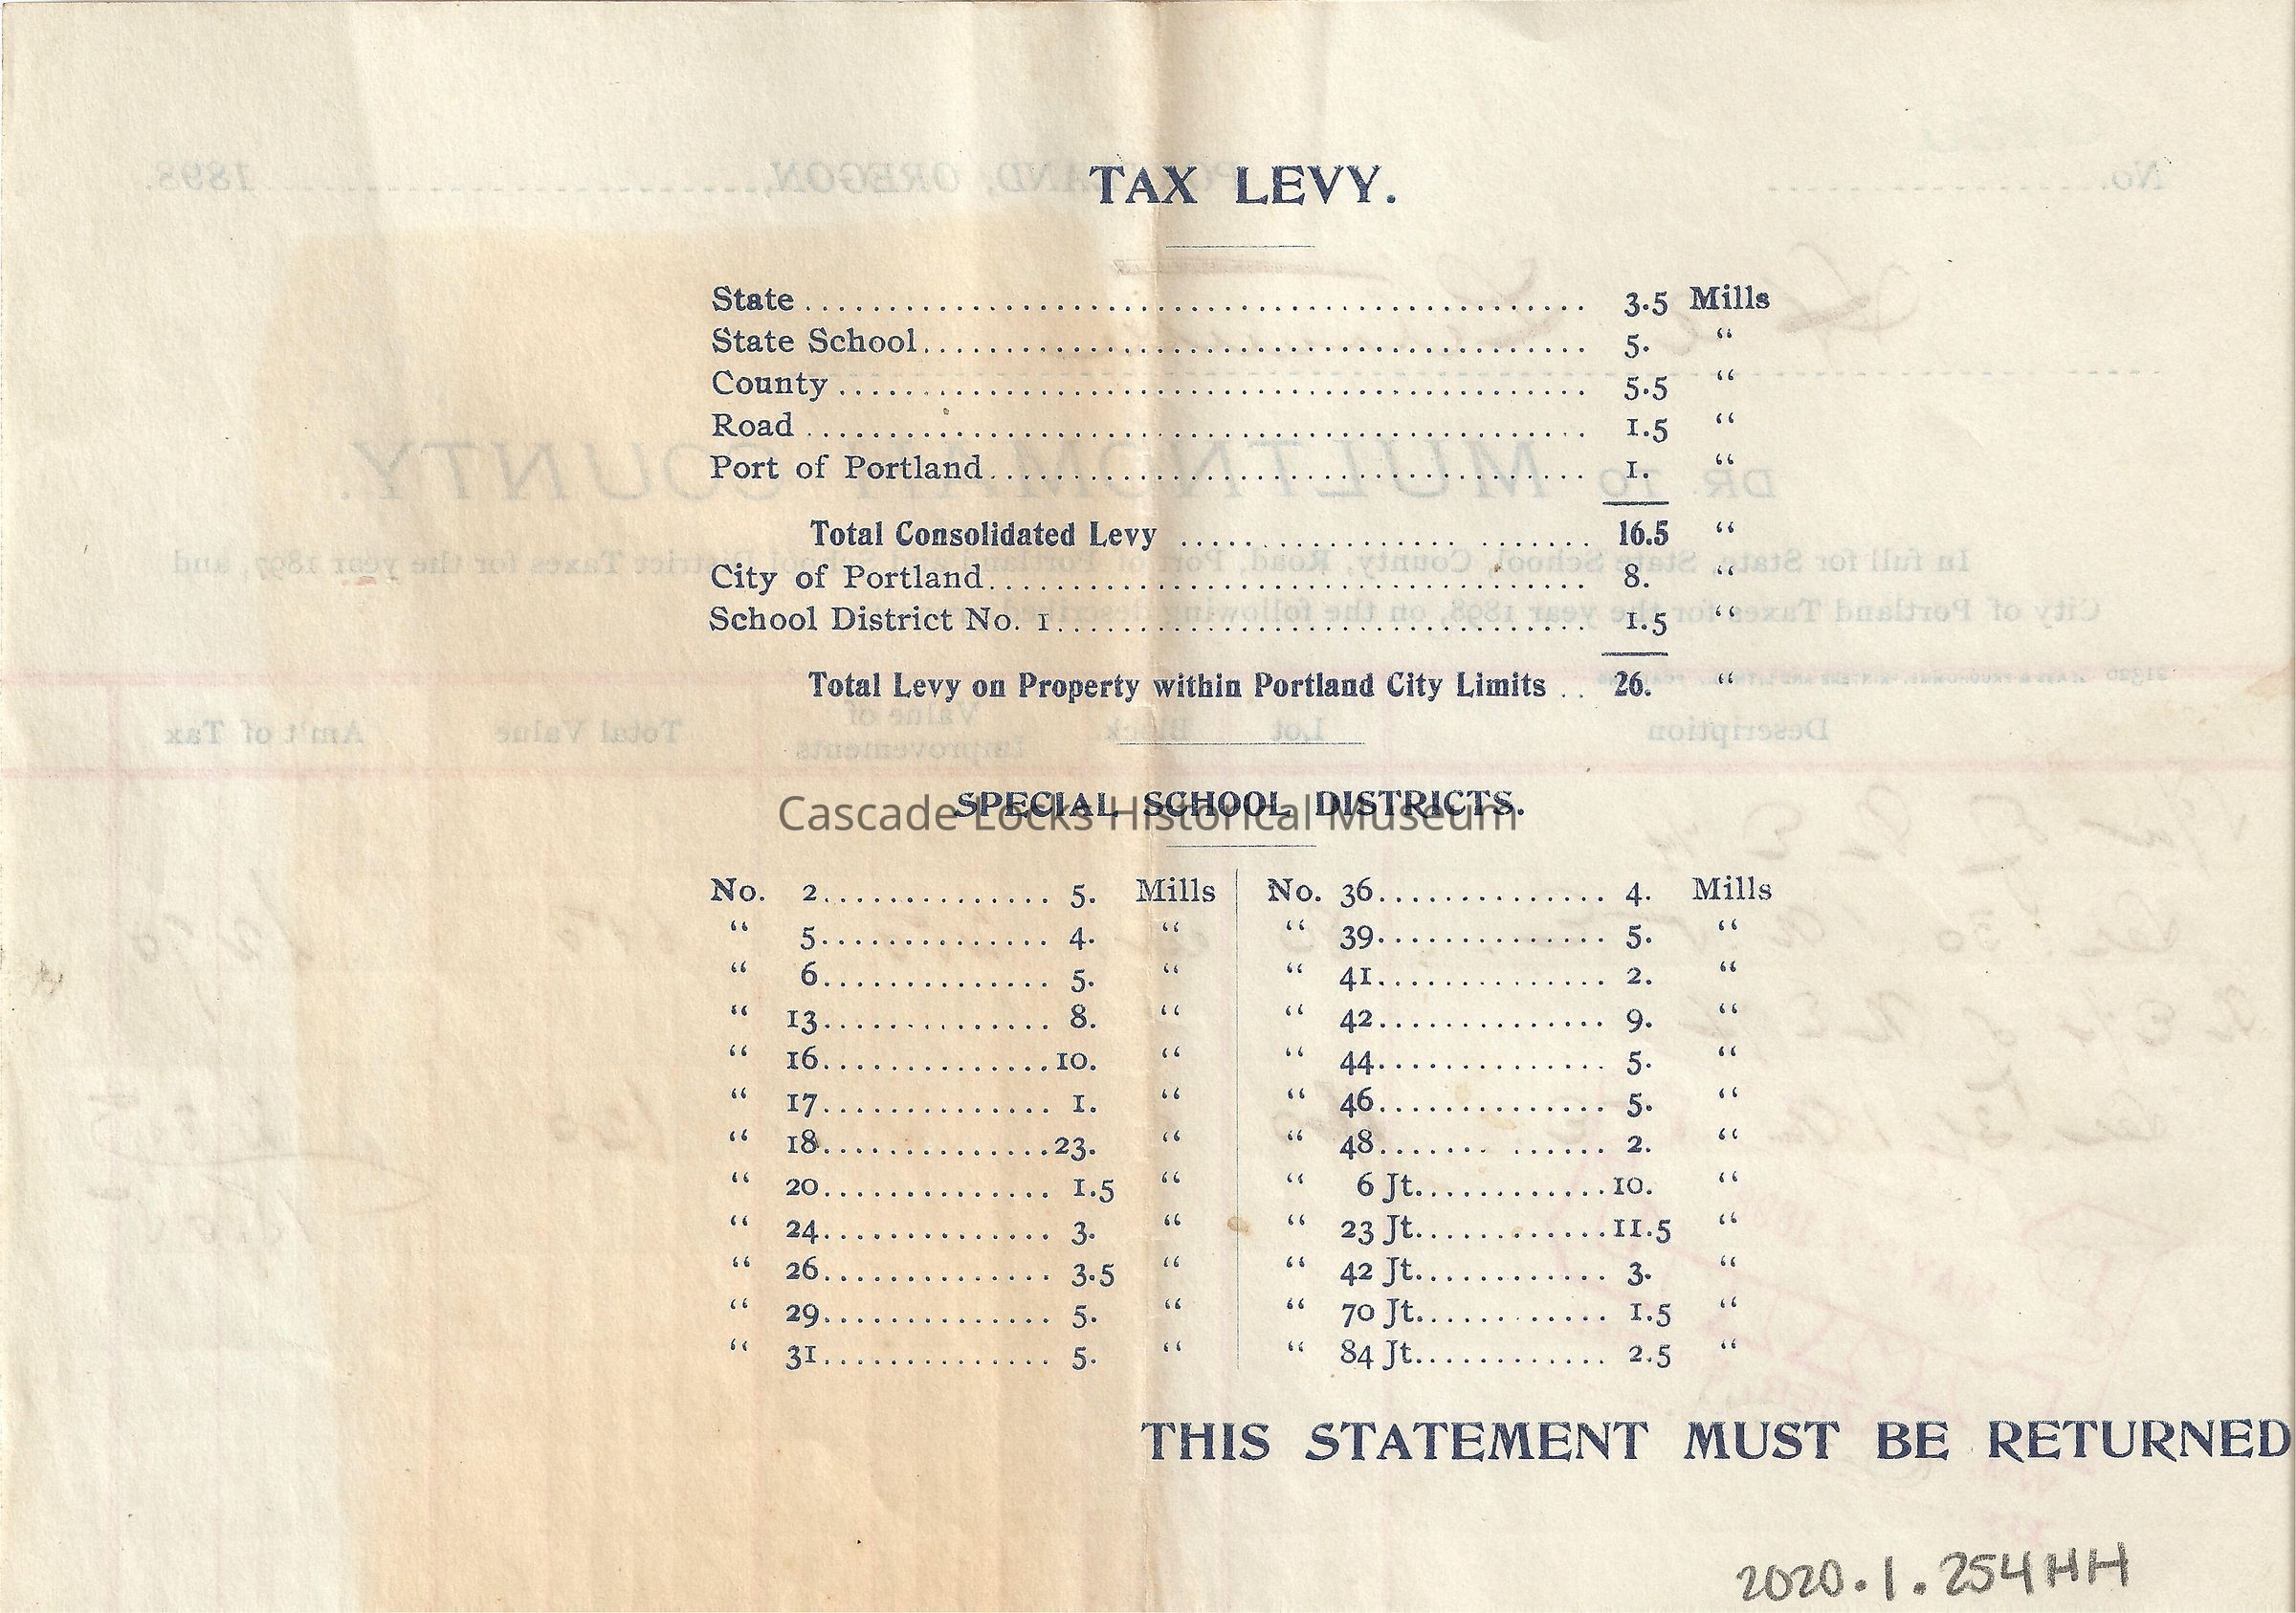 TAX LEVY.
State ........ 3.5 Mills
State School ........ 5. “
County ........ 5.5 “
Road ........ 1.5 “
Port of Portland ........ 1. “
Total Consolidated Levy ........ 16.5 “
City of Portland ........ 8. “
School District No. 1 ........ 1.5 “
Total Levy on Property within Portland City Limits .. 26. “
SPECIAL SCHOOL DISTRICTS.
Cascade Locks Historical Museum
No. 2 ........ 5. Mills No. 36 ........ 4. Mills
“ 5 ........ 4. “ “ 39 ........ 5. “
“ 6 ........ 5. “ “ 41 ........ 2. “
“ 13 ........ 8. “ “ 42 ........ 9. “
“ 16 ........ 10. “ “ 44 ........ 5. “
“ 17 ........ 1. “ “ 46 ........ 5. “
“ 18 ........ 23. “ “ 48 ........ 2. “
“ 20 ........ 1.5 “ “ 6 Jt. ........ 10. “
“ 24 ........ 3. “ “ 23 Jt. ........ 11.5 “
“ 26 ........ 3.5 “ “ 42 Jt. ........ 3. “
“ 29 ........ 5. “ “ 70 Jt. ........ 1.5 “
“ 31 ........ 5. “ “ 84 Jt. ........ 2.5 “
THIS STATEMENT MUST BE RETURNED
2020.1.254HH